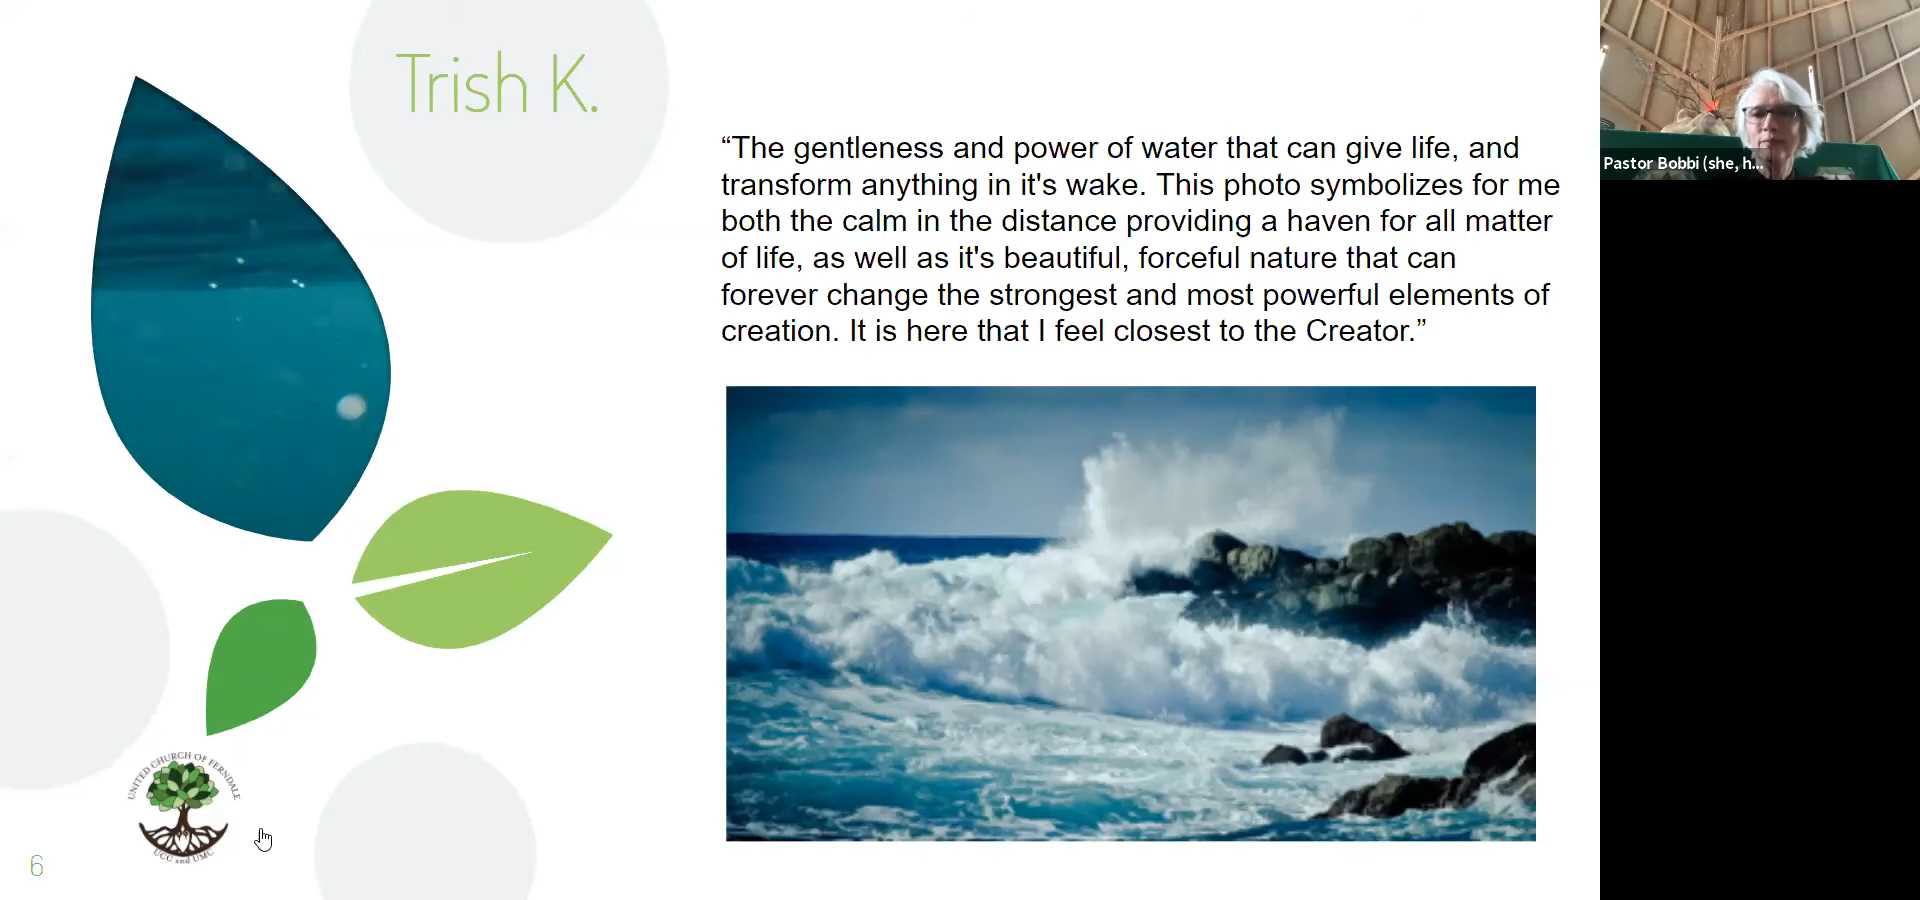 Trish K.
“The gentleness and power of water that can give life, and
transform anything in it's wake. This photo symbolizes for me
both the calm in the distance providing a haven for all matter
of life, as well as it's beautiful, forceful nature that can
forever change the strongest and most powerful elements of
creation. It is here that I feel closest to the Creator.”
Pastor Bobbi (she, h...
UNITED CHURCH OF FERNDALE
UCC and UMC
6